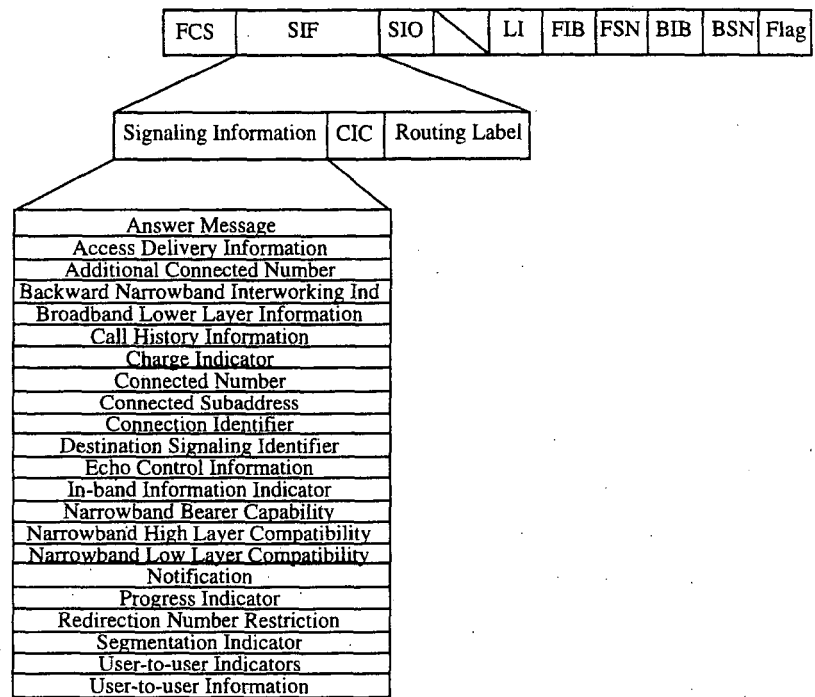 FCS SIF SIO LI FIB FSN BIB BSN Flag
Signaling Information CIC Routing Label
Answer Message
Access Delivery Information
Additional Connected Number
Backward Narrowband Interworking Ind
Broadband Lower Layer Information
Call History Information
Charge Indicator
Connected Number
Connected Subaddress
Connection Identifier
Destination Signaling Identifier
Echo Control Information
In-band Information Indicator
Narrowband Bearer Capability
Narrowband High Layer Compatibility
Narrowband Low Layer Compatibility
Notification
Progress Indicator
Redirection Number Restriction
Segmentation Indicator
User-to-user Indicators
User-to-user Information